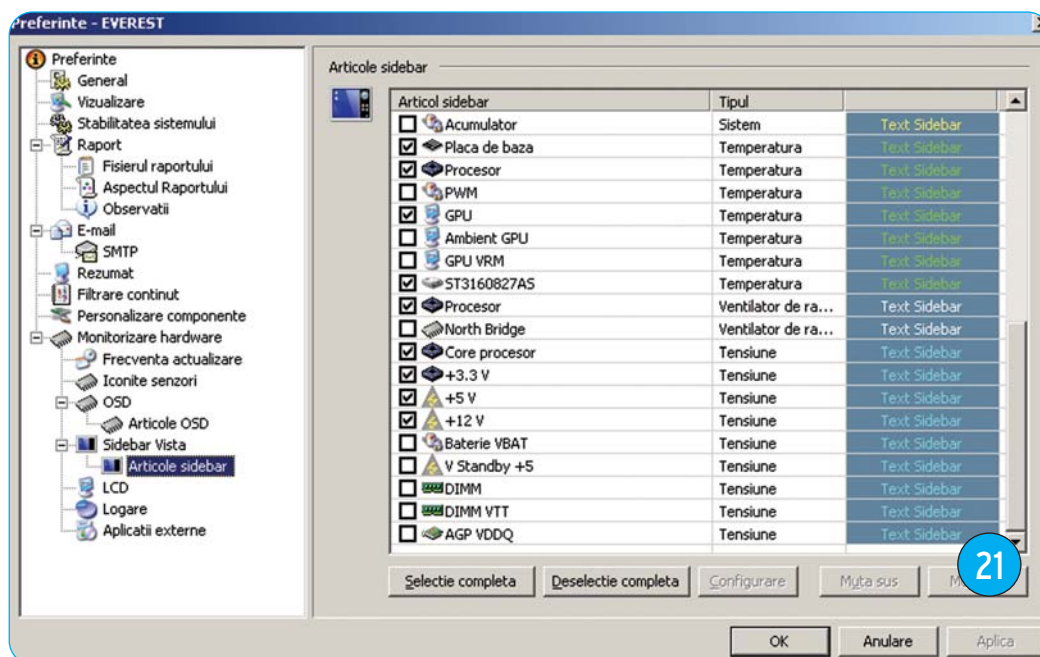 Preferinte - EVEREST
Preferinte
General
Vizualizare
Stabilitatea sistemului
Raport
Fisierul raportului
Aspectul Raportului
Observatii
E-mail
SMTP
Rezumat
Filtrare continut
Personalizare componente
Monitorizare hardware
Frecventa actualizare
Iconite senzori
OSD
Articole OSD
Sidebar Vista
Articole sidebar
LCD
Logare
Aplicatii externe
Articole sidebar
Articol sidebar Tipul
Acumulator Sistem Text Sidebar
Placa de baza Temperatura Text Sidebar
Procesor Temperatura Text Sidebar
PWM Temperatura Text Sidebar
GPU Temperatura Text Sidebar
Ambient GPU Temperatura Text Sidebar
GPU VRM Temperatura Text Sidebar
ST3160827AS Temperatura Text Sidebar
Procesor Ventilator de ra... Text Sidebar
North Bridge Ventilator de ra... Text Sidebar
Core procesor Tensiune Text Sidebar
+3.3 V Tensiune Text Sidebar
+5 V Tensiune Text Sidebar
+12 V Tensiune Text Sidebar
Baterie VBAT Tensiune Text Sidebar
V Standby +5 Tensiune Text Sidebar
DIMM Tensiune Text Sidebar
DIMM VTT Tensiune Text Sidebar
AGP VDDQ Tensiune Text Sidebar
Selectie completa Deselectie completa Configurare Muta sus
21
OK Anulare Aplica